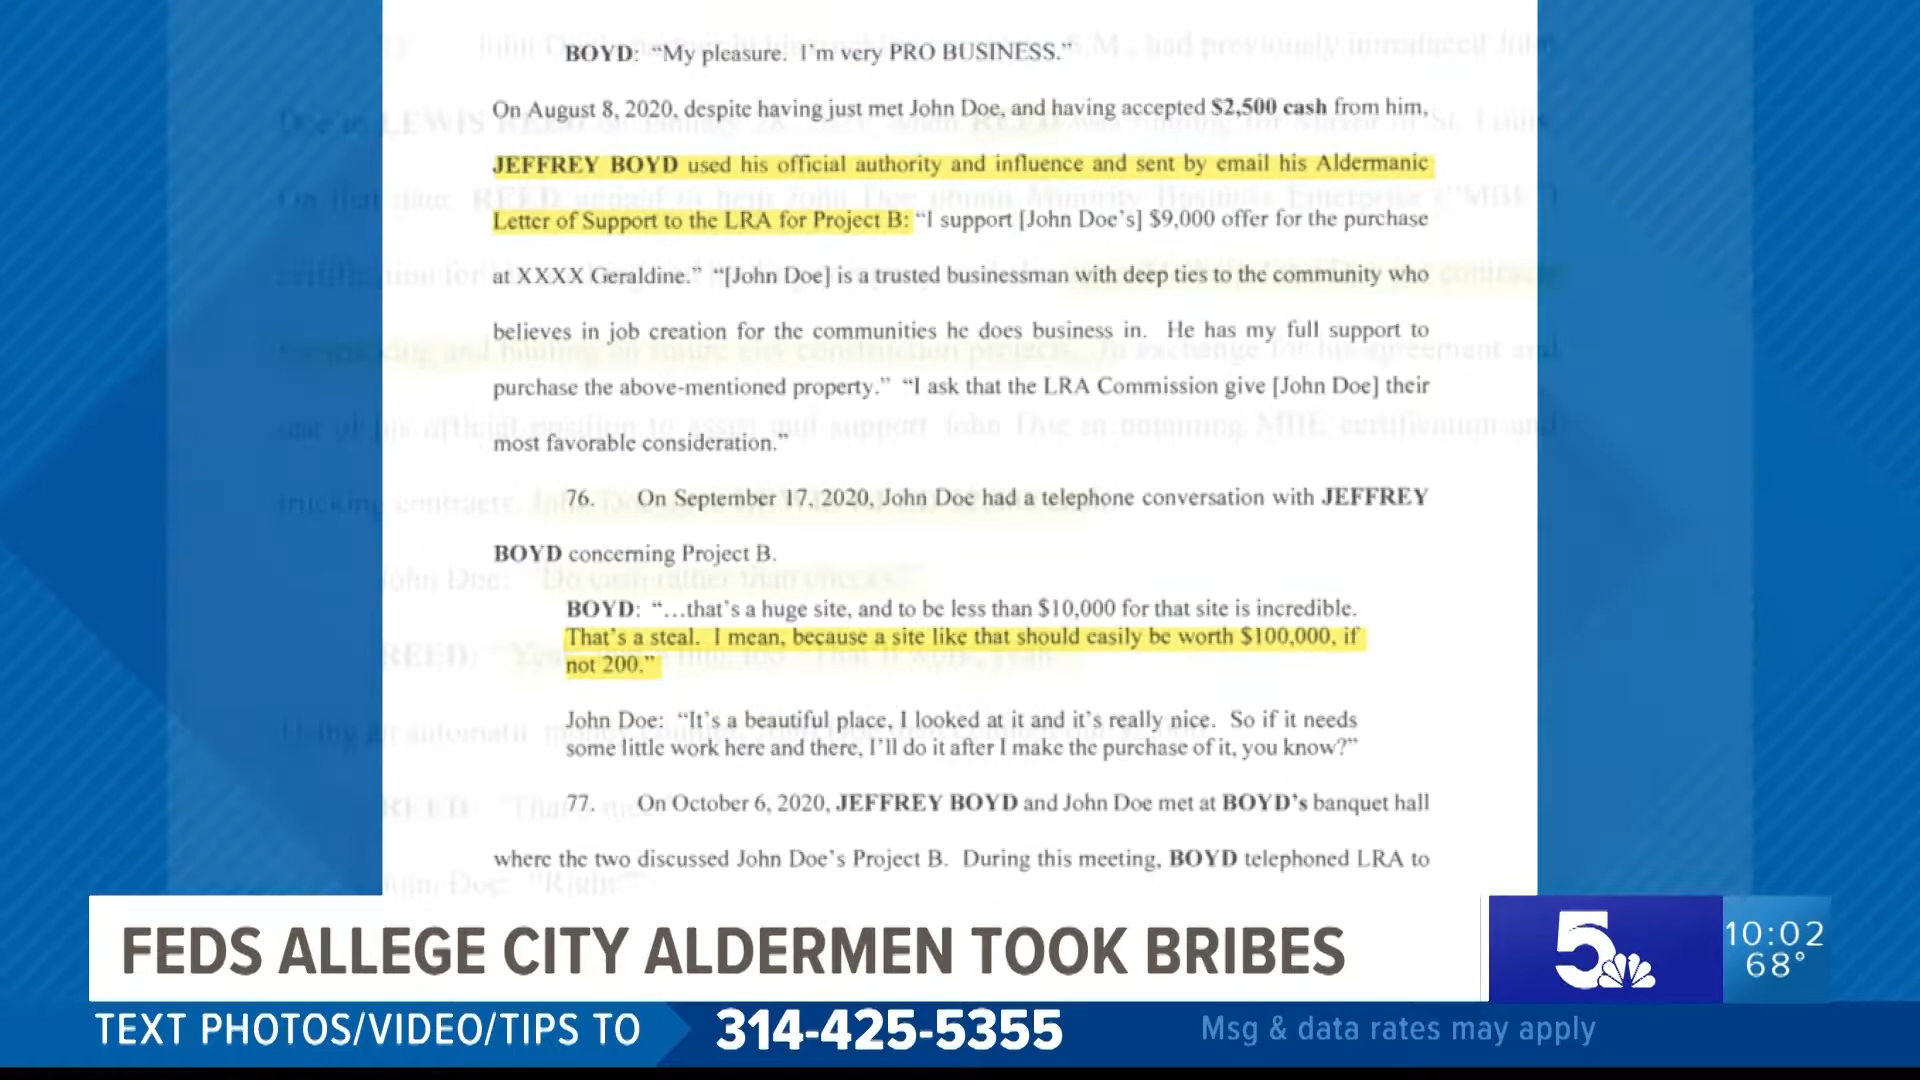 BOYD: “My pleasure. I’m very PRO BUSINESS.”
On August 8, 2020, despite having just met John Doe, and having accepted $2,500 cash from him,
JEFFREY BOYD used his official authority and influence and sent by email his Aldermanic
Letter of Support to the LRA for Project B: “I support [John Doe’s] $9,000 offer for the purchase
at XXXX Geraldine.” “[John Doe] is a trusted businessman with deep ties to the community who
believes in job creation for the communities he does business in. He has my full support to
purchase the above-mentioned property.” “I ask that the LRA Commission give [John Doe] their
most favorable consideration.”
76. On September 17, 2020, John Doe had a telephone conversation with JEFFREY
BOYD concerning Project B.
BOYD: “…that’s a huge site, and to be less than $10,000 for that site is incredible.
That’s a steal. I mean, because a site like that should easily be worth $100,000, if
not 200.”
John Doe: “It’s a beautiful place, I looked at it and it’s really nice. So if it needs
some little work here and there, I’ll do it after I make the purchase of it, you know?”
77. On October 6, 2020, JEFFREY BOYD and John Doe met at BOYD’s banquet hall
where the two discussed John Doe’s Project B. During this meeting, BOYD telephoned LRA to
FEDS ALLEGE CITY ALDERMEN TOOK BRIBES
5
10:02
68°
TEXT PHOTOS/VIDEO/TIPS TO 314-425-5355 Msg & data rates may apply